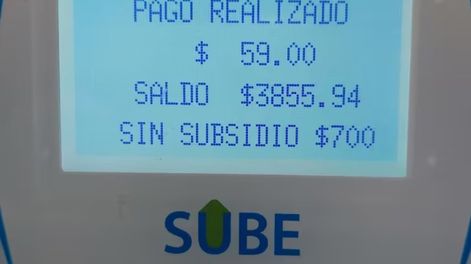 PAGO REALIZADO
$ 59.00
SALDO $3855.94
SIN SUBSIDIO $700
SUBE